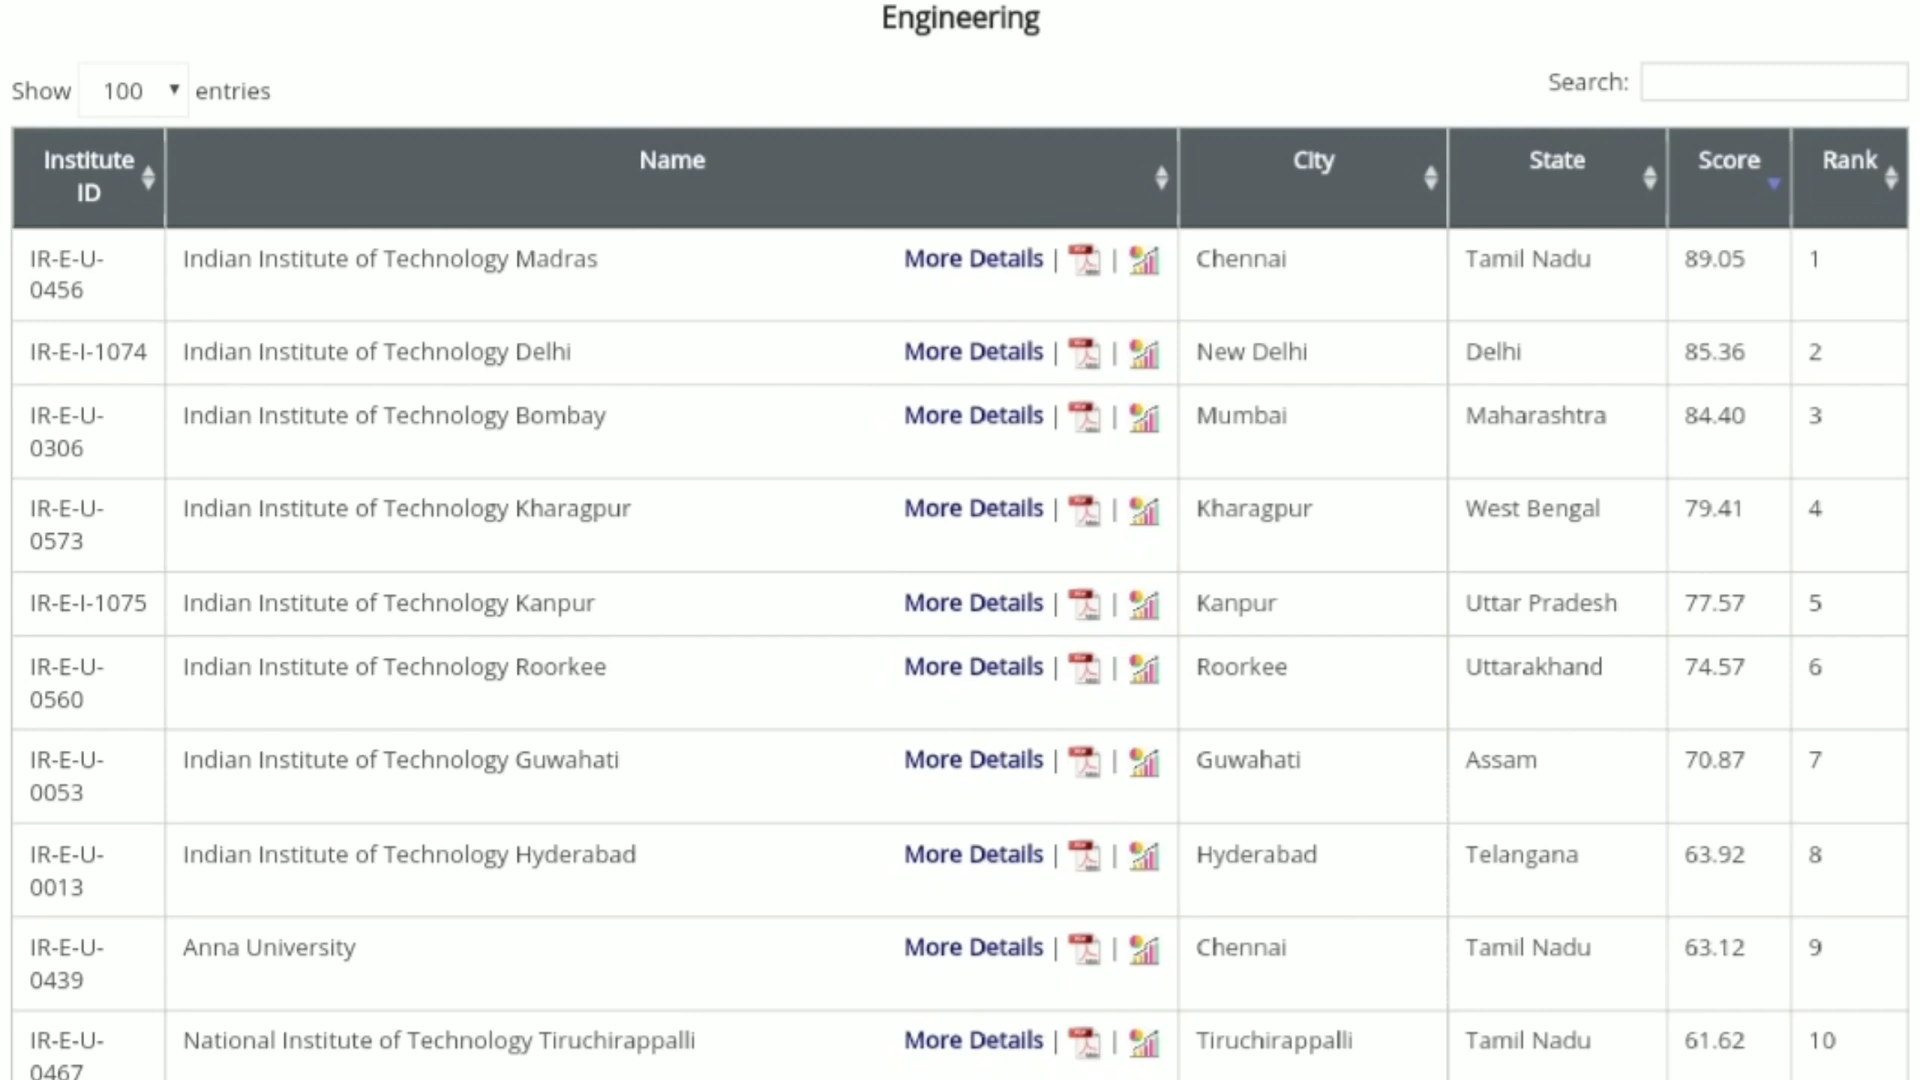 Engineering
Show 100 entries
Search:
Institute ID Name City State Score Rank
IR-E-U-0456 Indian Institute of Technology Madras More Details | | Chennai Tamil Nadu 89.05 1
IR-E-I-1074 Indian Institute of Technology Delhi More Details | | New Delhi Delhi 85.36 2
IR-E-U-0306 Indian Institute of Technology Bombay More Details | | Mumbai Maharashtra 84.40 3
IR-E-U-0573 Indian Institute of Technology Kharagpur More Details | | Kharagpur West Bengal 79.41 4
IR-E-I-1075 Indian Institute of Technology Kanpur More Details | | Kanpur Uttar Pradesh 77.57 5
IR-E-U-0560 Indian Institute of Technology Roorkee More Details | | Roorkee Uttarakhand 74.57 6
IR-E-U-0053 Indian Institute of Technology Guwahati More Details | | Guwahati Assam 70.87 7
IR-E-U-0013 Indian Institute of Technology Hyderabad More Details | | Hyderabad Telangana 63.92 8
IR-E-U-0439 Anna University More Details | | Chennai Tamil Nadu 63.12 9
IR-E-U-0467 National Institute of Technology Tiruchirappalli More Details | | Tiruchirappalli Tamil Nadu 61.62 10